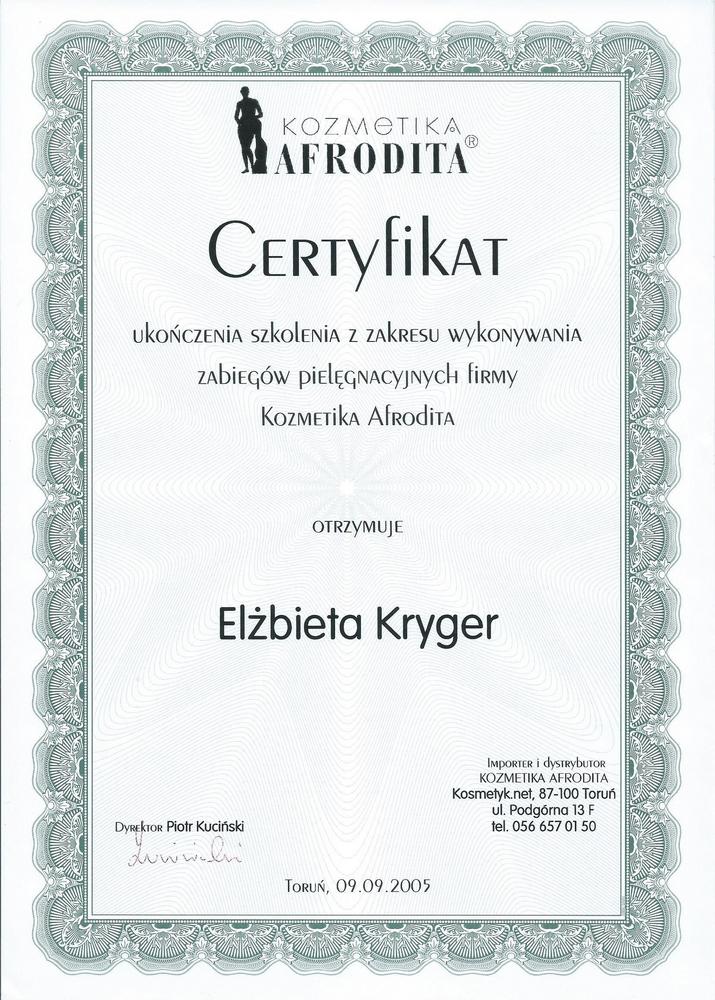 KOZMETIKA
AFRODITA®
Certyfikat
ukończenia szkolenia z zakresu wykonywania
zabiegów pielęgnacyjnych firmy
Kozmetika Afrodita
otrzymuje
Elżbieta Kryger
Importer i dystrybutor
KOZMETIKA AFRODITA
Kosmetyk.net, 87-100 Toruń
ul. Podgórna 13 F
tel. 056 657 01 50
Dyrektor Piotr Kuciński
Toruń, 09.09.2005